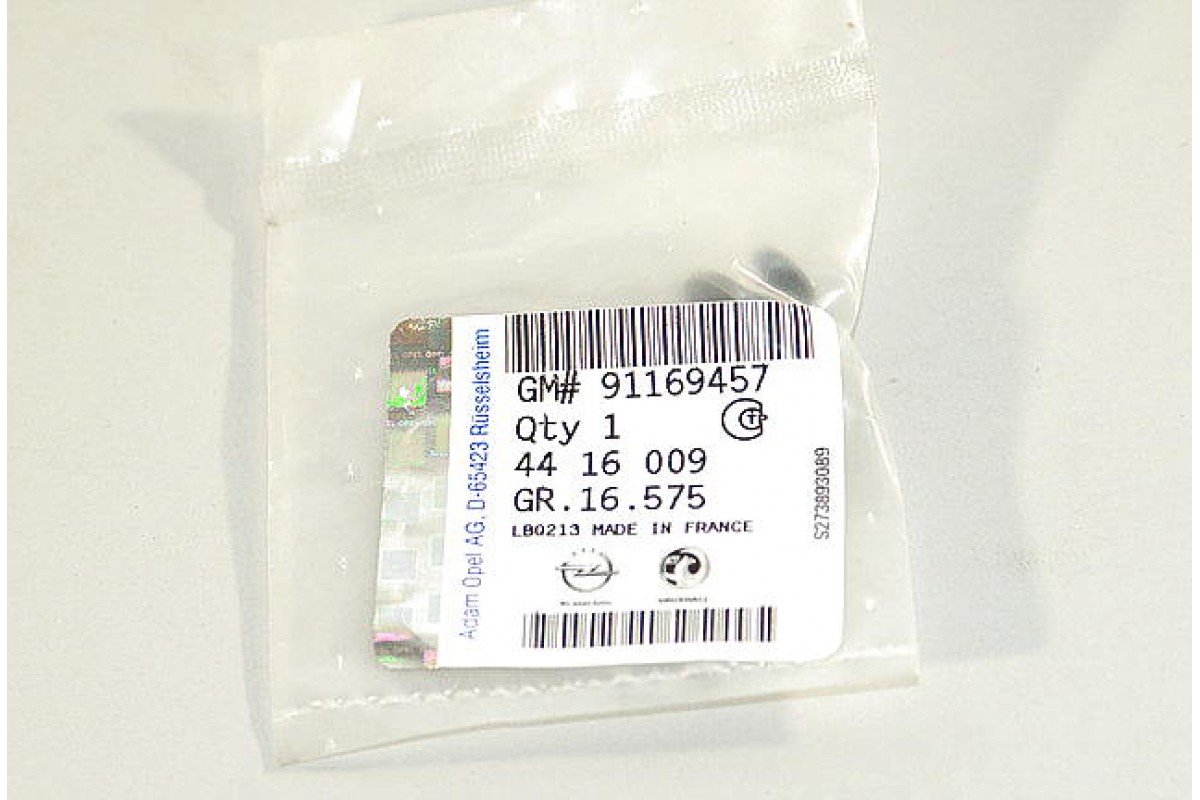 GM# 91169457
Qty 1
44 16 009
GR.16.575
LBQ213 MADE IN FRANCE
Adam Opel AG, D-65423 Rüsselsheim
S273893089